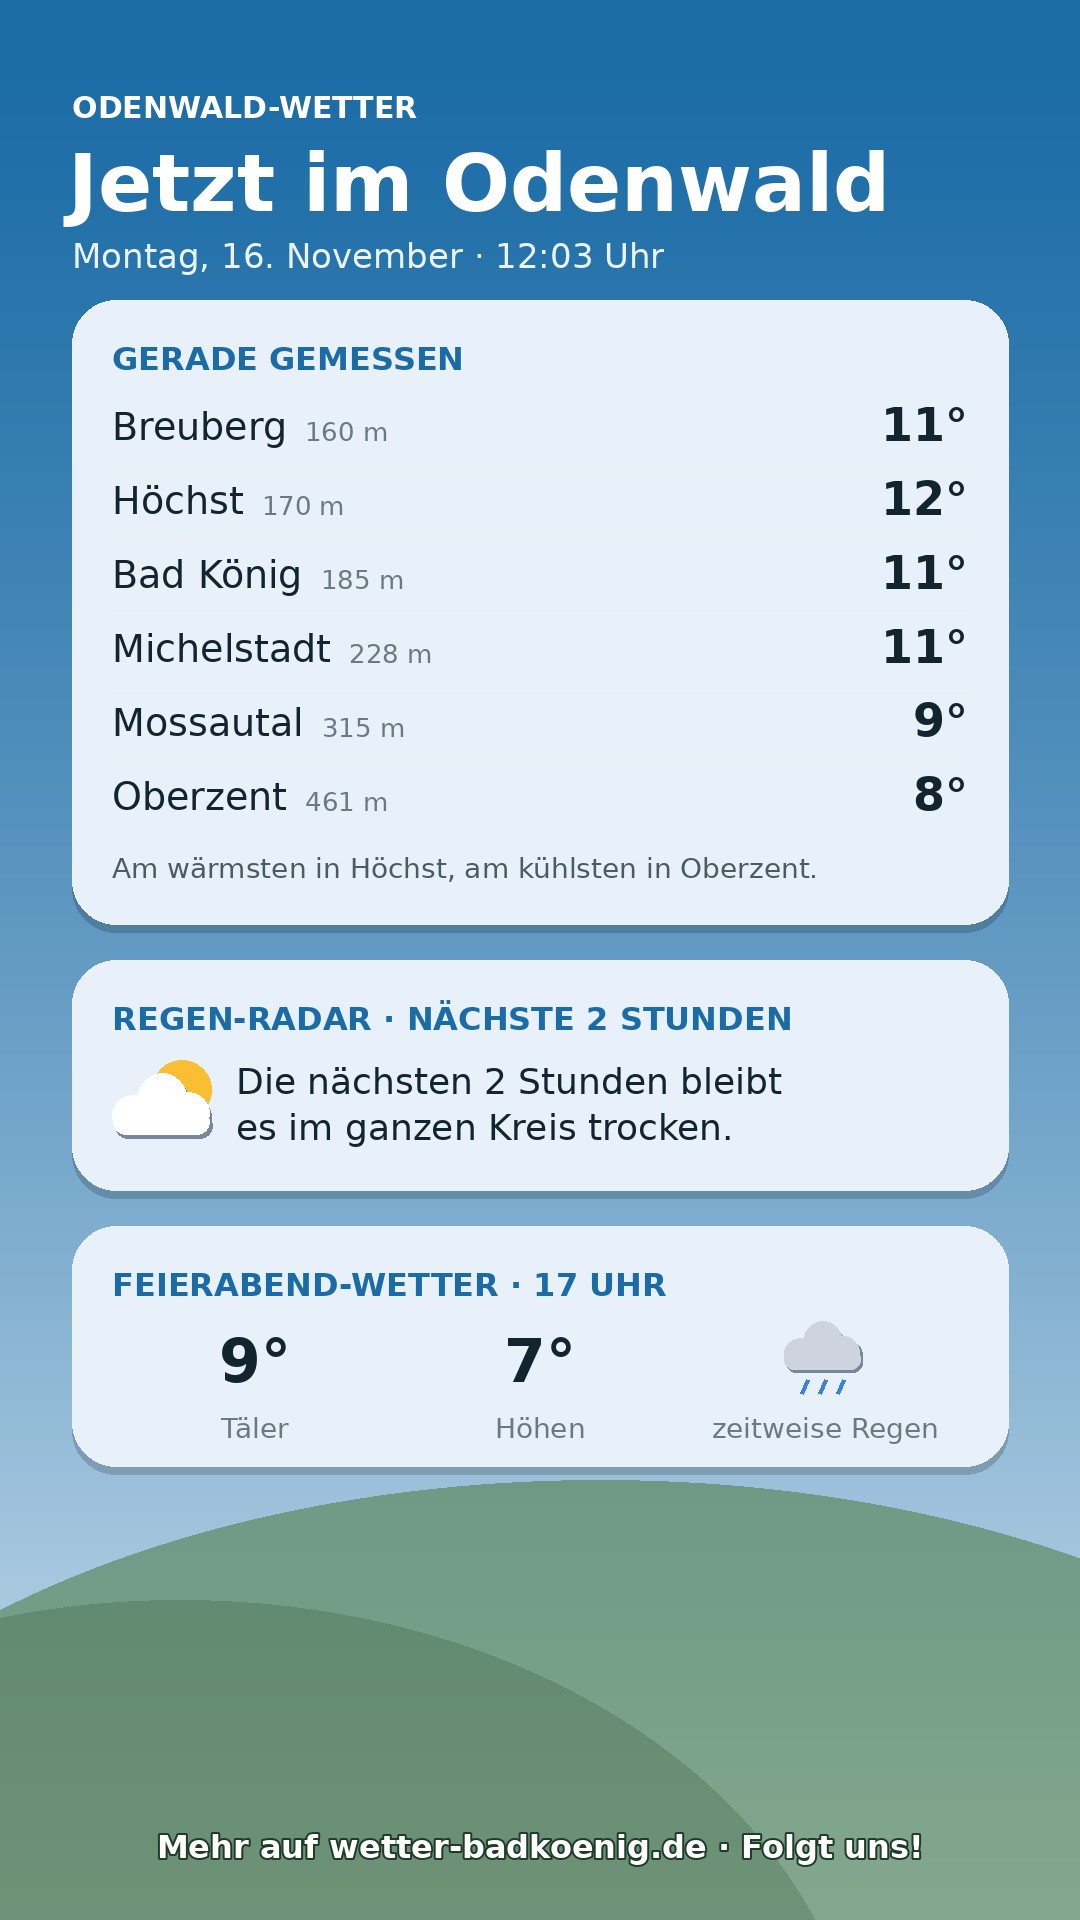 ODENWALD-WETTER
Jetzt im Odenwald
Montag, 16. November · 12:03 Uhr
GERADE GEMESSEN
Breuberg 160 m 11°
Höchst 170 m 12°
Bad König 185 m 11°
Michelstadt 228 m 11°
Mossautal 315 m 9°
Oberzent 461 m 8°
Am wärmsten in Höchst, am kühlsten in Oberzent.
REGEN-RADAR · NÄCHSTE 2 STUNDEN
Die nächsten 2 Stunden bleibt
es im ganzen Kreis trocken.
FEIERABEND-WETTER · 17 UHR
9° 7°
Täler Höhen zeitweise Regen
Mehr auf wetter-badkoenig.de · Folgt uns!